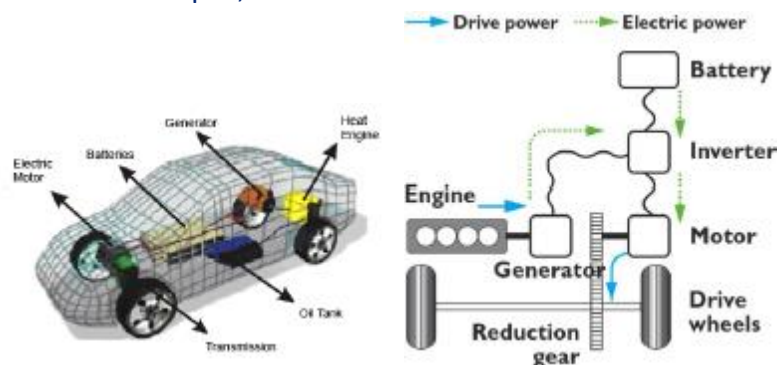 Generator
Heat
Engine
Batteries
Electric
Motor
Oil Tank
Transmission
Drive power
Electric power
Battery
Inverter
Engine
Motor
Generator
Drive
wheels
Reduction
gear